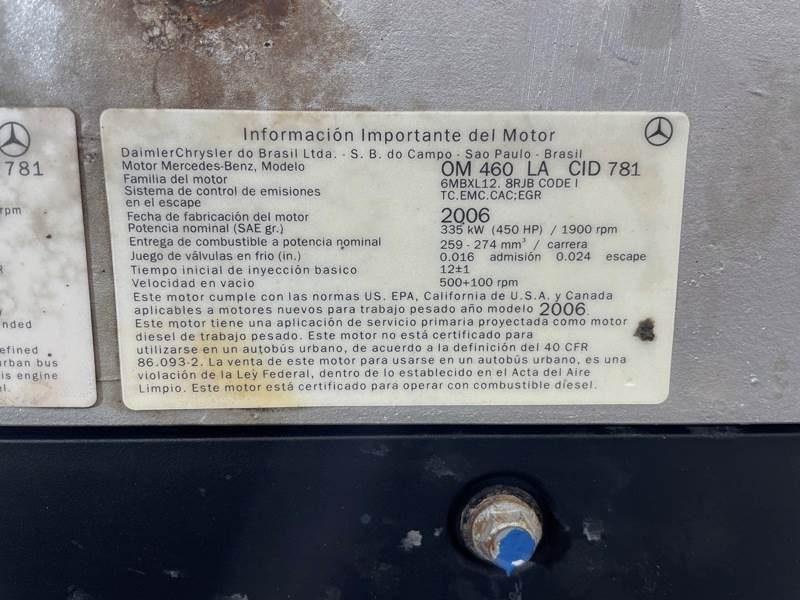 781
rpm
R
y
nded
efined
urban bus
is engine
el.
Información Importante del Motor
DaimlerChrysler do Brasil Ltda. - S. B. do Campo - Sao Paulo - Brasil
Motor Mercedes-Benz, Modelo OM 460 LA CID 781
Familia del motor 6MBXL12. 8RJB CODE I
Sistema de control de emisiones TC.EMC.CAC;EGR
en el escape
Fecha de fabricación del motor 2006
Potencia nominal (SAE gr.) 335 kW (450 HP) / 1900 rpm
Entrega de combustible a potencia nominal 259 - 274 mm³ / carrera
Juego de válvulas en frio (in.) 0.016 admisión 0.024 escape
Tiempo inicial de inyección basico 12±1
Velocidad en vacio 500+100 rpm
Este motor cumple con las normas US. EPA, California de U.S.A. y Canada
aplicables a motores nuevos para trabajo pesado año modelo 2006.
Este motor tiene una aplicación de servicio primaria proyectada como motor
diesel de trabajo pesado. Este motor no está certificado para
utilizarse en un autobús urbano, de acuerdo a la definición del 40 CFR
86.093-2. La venta de este motor para usarse en un autobús urbano, es una
violación de la Ley Federal, dentro de lo establecido en el Acta del Aire
Limpio. Este motor está certificado para operar con combustible diesel.